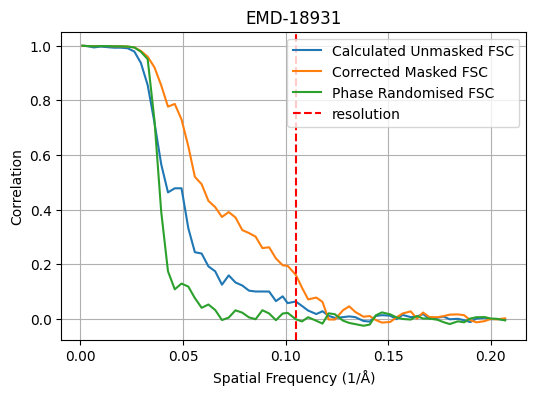 EMD-18931
Calculated Unmasked FSC
Corrected Masked FSC
Phase Randomised FSC
resolution
Correlation
1.0
0.8
0.6
0.4
0.2
0.0
0.00 0.05 0.10 0.15 0.20
Spatial Frequency (1/Å)